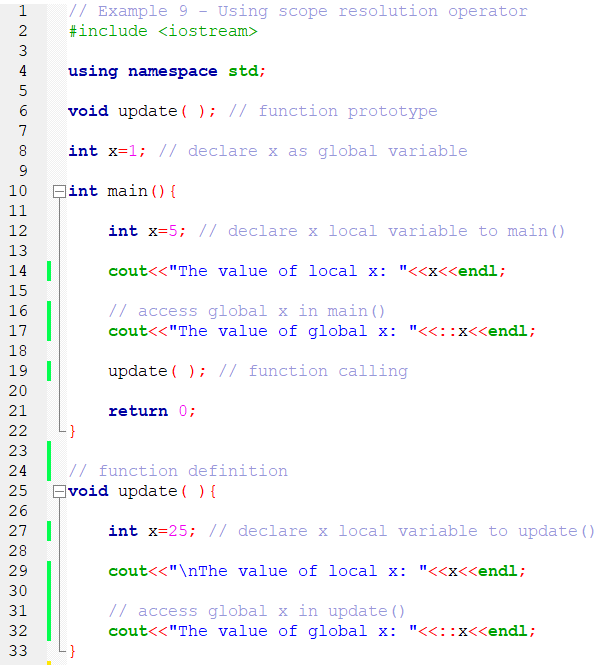 1 // Example 9 - Using scope resolution operator
2 #include <iostream>
3
4 using namespace std;
5
6 void update( ); // function prototype
7
8 int x=1; // declare x as global variable
9
10 int main(){
11
12 int x=5; // declare x local variable to main()
13
14 cout<<"The value of local x: "<<x<<endl;
15
16 // access global x in main()
17 cout<<"The value of global x: "<<::x<<endl;
18
19 update( ); // function calling
20
21 return 0;
22 }
23
24 // function definition
25 void update( ){
26
27 int x=25; // declare x local variable to update()
28
29 cout<<"\nThe value of local x: "<<x<<endl;
30
31 // access global x in update()
32 cout<<"The value of global x: "<<::x<<endl;
33 }